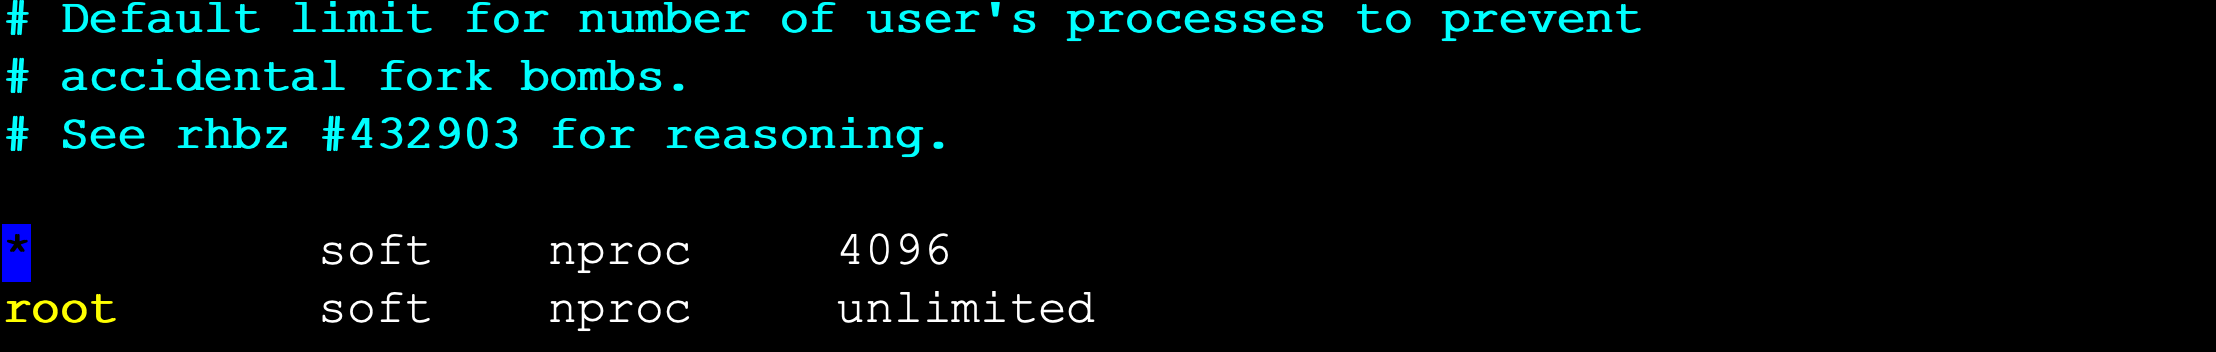 # Default limit for number of user's processes to prevent
# accidental fork bombs.
# See rhbz #432903 for reasoning.
* soft nproc 4096
root soft nproc unlimited